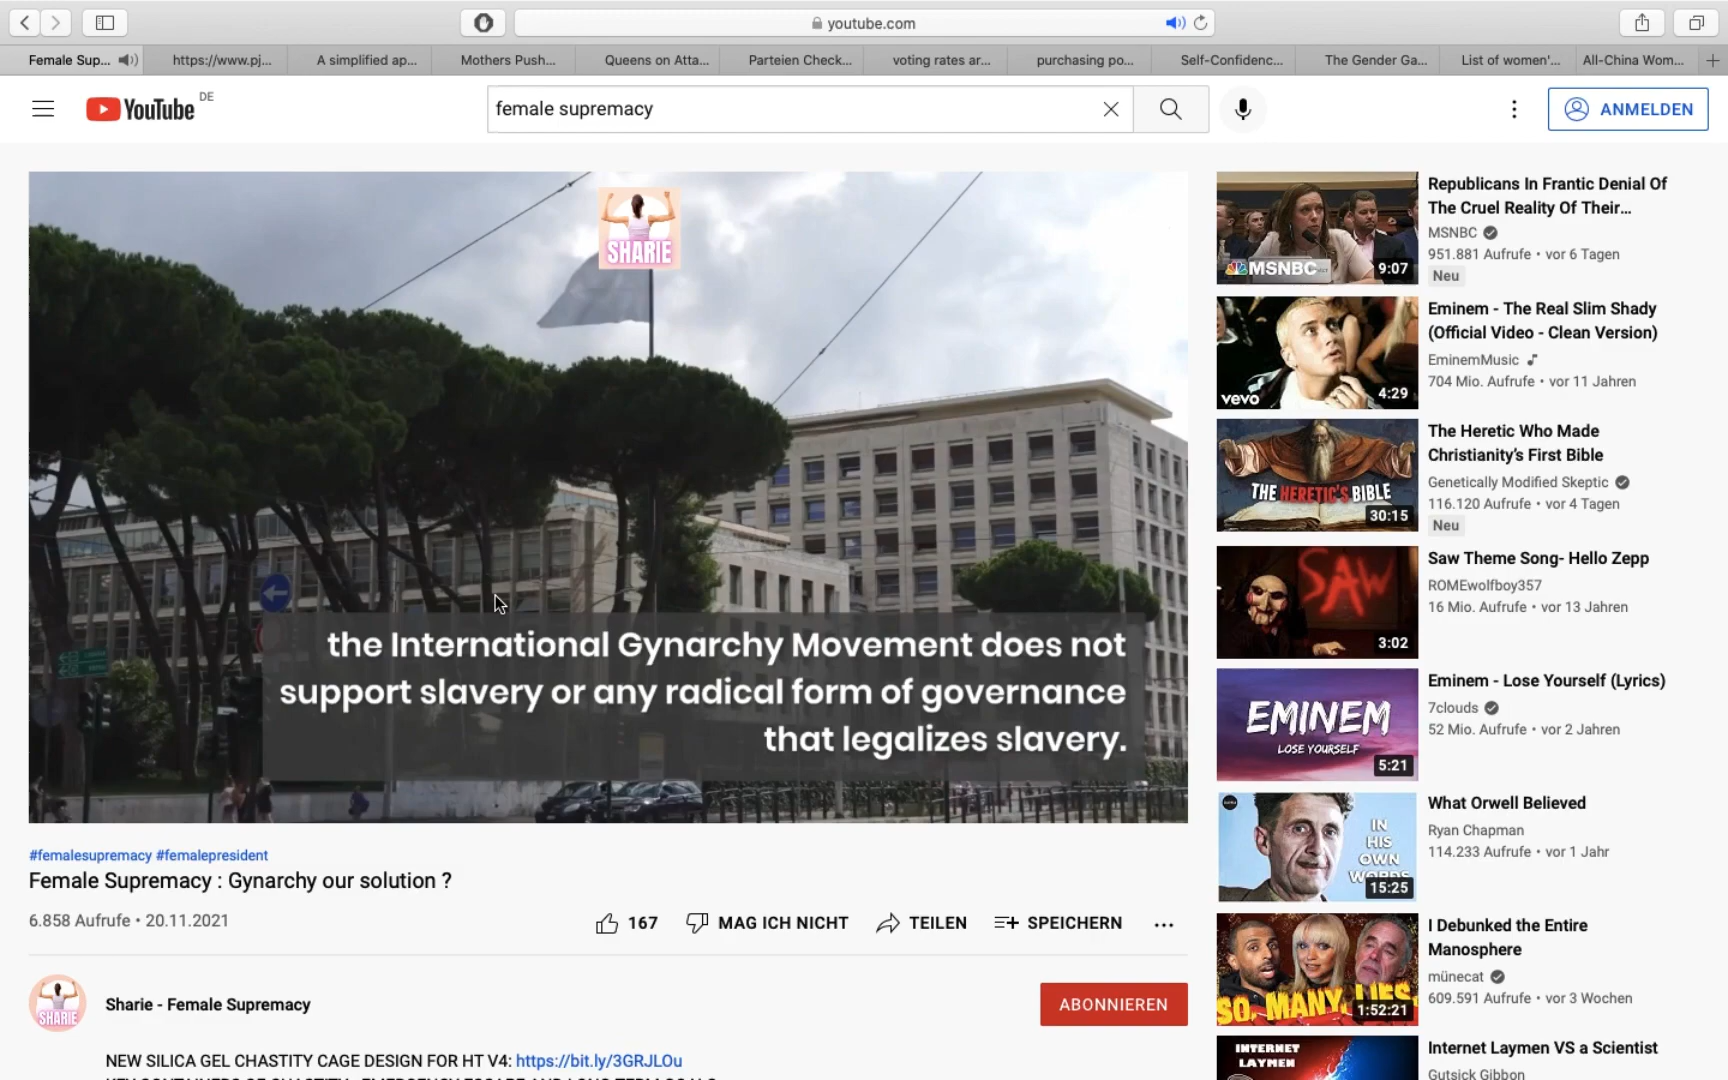 youtube.com
Female Sup...
https://www.pj...
A simplified ap...
Mothers Push...
Queens on Atta...
Parteien Check...
voting rates ar...
purchasing po...
Self-Confidenc...
The Gender Ga...
List of women'...
All-China Wom...
YouTube DE
female supremacy
ANMELDEN
SHARIE
the International Gynarchy Movement does not
support slavery or any radical form of governance
that legalizes slavery.
#femalesupremacy #femalepresident
Female Supremacy : Gynarchy our solution ?
6.858 Aufrufe • 20.11.2021
167
MAG ICH NICHT
TEILEN
SPEICHERN
SHARIE
Sharie - Female Supremacy
ABONNIEREN
NEW SILICA GEL CHASTITY CAGE DESIGN FOR HT V4: https://bit.ly/3GRJLOu
MSNBC
9:07
Republicans In Frantic Denial Of
The Cruel Reality Of Their...
MSNBC
951.881 Aufrufe • vor 6 Tagen
Neu
vevo
4:29
Eminem - The Real Slim Shady
(Official Video - Clean Version)
EminemMusic
704 Mio. Aufrufe • vor 11 Jahren
THE HERETIC'S BIBLE
30:15
The Heretic Who Made
Christianity's First Bible
Genetically Modified Skeptic
116.120 Aufrufe • vor 4 Tagen
Neu
SAW
3:02
Saw Theme Song- Hello Zepp
ROMEwolfboy357
16 Mio. Aufrufe • vor 13 Jahren
EMINEM
LOSE YOURSELF
5:21
Eminem - Lose Yourself (Lyrics)
7clouds
52 Mio. Aufrufe • vor 2 Jahren
IN
HIS
OWN
WORDS
15:25
What Orwell Believed
Ryan Chapman
114.233 Aufrufe • vor 1 Jahr
SO. MANY. LIES.
1:52:21
I Debunked the Entire
Manosphere
münecat
609.591 Aufrufe • vor 3 Wochen
INTERNET
LAYMEN
Internet Laymen VS a Scientist
Gutsick Gibbon